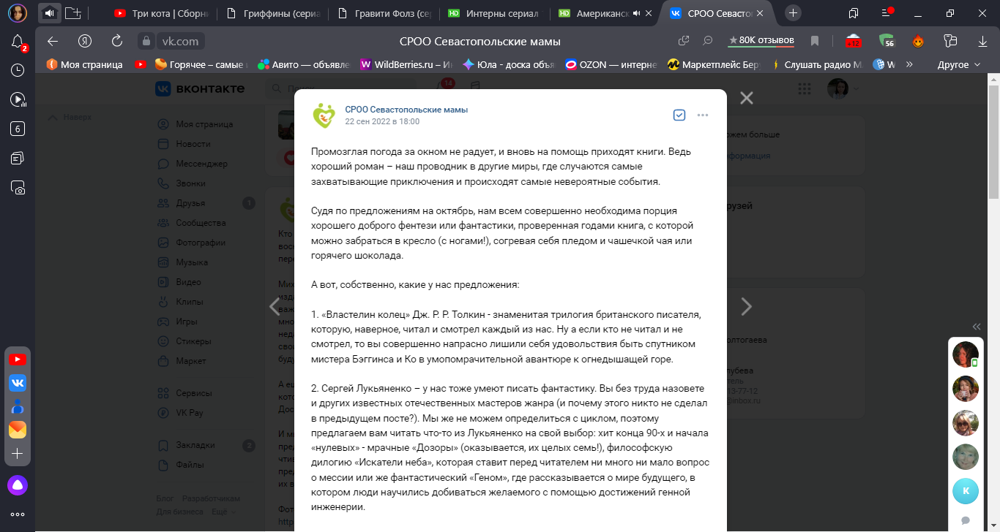 Три кота | Сборни
Гриффины (сериа
Гравити Фолз (се
Интерны сериал
Американск
СРОО Севасто
2
vk.com
СРОО Севастопольские мамы
80K отзывов
+12
56
Моя страница
Горячее – самые
Авито — объявле
WildBerries.ru – И
Юла - доска объя
OZON — интерне
Маркетплейс Бер
Слушать радио М
W
Другое
6
вконтакте
14
Наверх
Моя страница
Новости
Мессенджер
Звонки
Друзья
1
Сообщества
Фотографии
Музыка
Видео
Клипы
Игры
Стикеры
Маркет
Сервисы
VK Pay
Закладки
2
Файлы
Блог Разработчикам
Для бизнеса Ещё
СРОО Севастопольские мамы
22 сен 2022 в 18:00
Промозглая погода за окном не радует, и вновь на помощь приходят книги. Ведь
хороший роман – наш проводник в другие миры, где случаются самые
захватывающие приключения и происходят самые невероятные события.
Судя по предложениям на октябрь, нам всем совершенно необходима порция
хорошего доброго фентези или фантастики, проверенная годами книга, с которой
можно забраться в кресло (с ногами!), согревая себя пледом и чашечкой чая или
горячего шоколада.
А вот, собственно, какие у нас предложения:
1. «Властелин колец» Дж. Р. Р. Толкин - знаменитая трилогия британского писателя,
которую, наверное, читал и смотрел каждый из нас. Ну а если кто не читал и не
смотрел, то вы совершенно напрасно лишили себя удовольствия быть спутником
мистера Бэггинса и Ко в умопомрачительной авантюре к огнедышащей горе.
2. Сергей Лукьяненко – у нас тоже умеют писать фантастику. Вы без труда назовете
и других известных отечественных мастеров жанра (и почему этого никто не сделал
в предыдущем посте?). Мы же не можем определиться с циклом, поэтому
предлагаем вам читать что-то из Лукьяненко на свой выбор: хит конца 90-х и начала
«нулевых» - мрачные «Дозоры» (оказывается, их целых семь!), философскую
дилогию «Искатели неба», которая ставит перед читателем ни много ни мало вопрос
о мессии или же фантастический «Геном», где рассказывается о мире будущего, в
котором люди научились добиваться желаемого с помощью достижений генной
инженерии.
ожем больше
нформация
рузей
олтогаева
лубева
тель
13-77-12
@inbox.ru
К